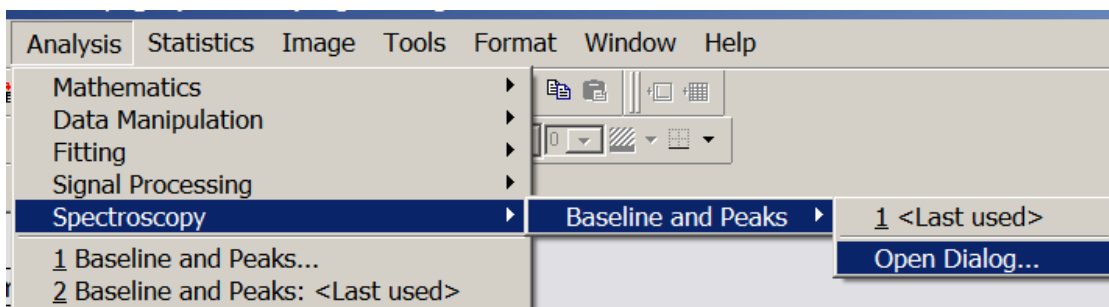 Analysis Statistics Image Tools Format Window Help
Mathematics
Data Manipulation
0
Fitting
Signal Processing
Spectroscopy Baseline and Peaks 1 <Last used>
Open Dialog...
1 Baseline and Peaks...
2 Baseline and Peaks: <Last used>